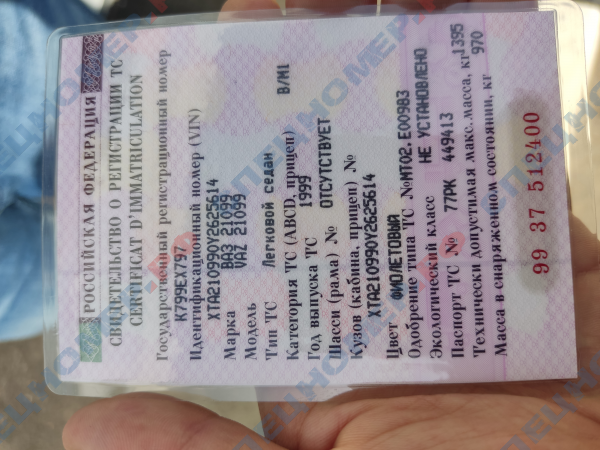 РОССИЙСКАЯ ФЕДЕРАЦИЯ
СВИДЕТЕЛЬСТВО О РЕГИСТРАЦИИ ТС
CERTIFICAT D'IMMATRICULATION
Государственный регистрационный номер
К799ЕХ797
Идентификационный номер (VIN)
XTA210990Y2625614
Марка ВАЗ 21099
Модель VAZ 21099
Тип ТС Легковой седан
Категория ТС (ABCD, прицеп) B/M1
Год выпуска ТС 1999
Шасси (рама) № ОТСУТСТВУЕТ
Кузов (кабина, прицеп) №
XTA210990Y2625614
Цвет ФИОЛЕТОВЫЙ
Одобрение типа ТС №МТ02.Е00983
Экологический класс НЕ УСТАНОВЛЕНО
Паспорт ТС № 77РК 449413
Технически допустимая макс.масса, кг 1395
Масса в снаряженном состоянии, кг 970
99 37 512400